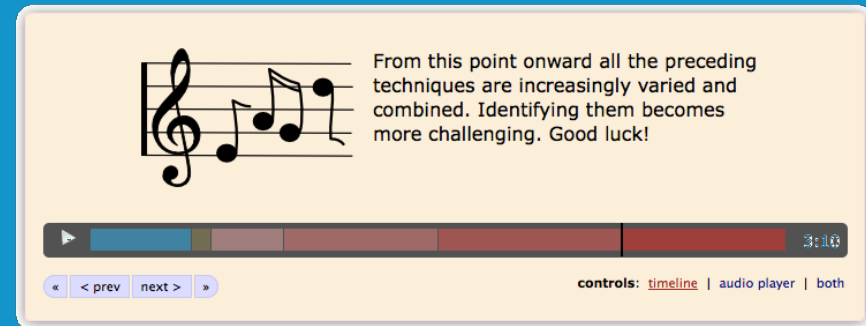 From this point onward all the preceding
techniques are increasingly varied and
combined. Identifying them becomes
more challenging. Good luck!
3:10
« < prev next > » controls: timeline | audio player | both